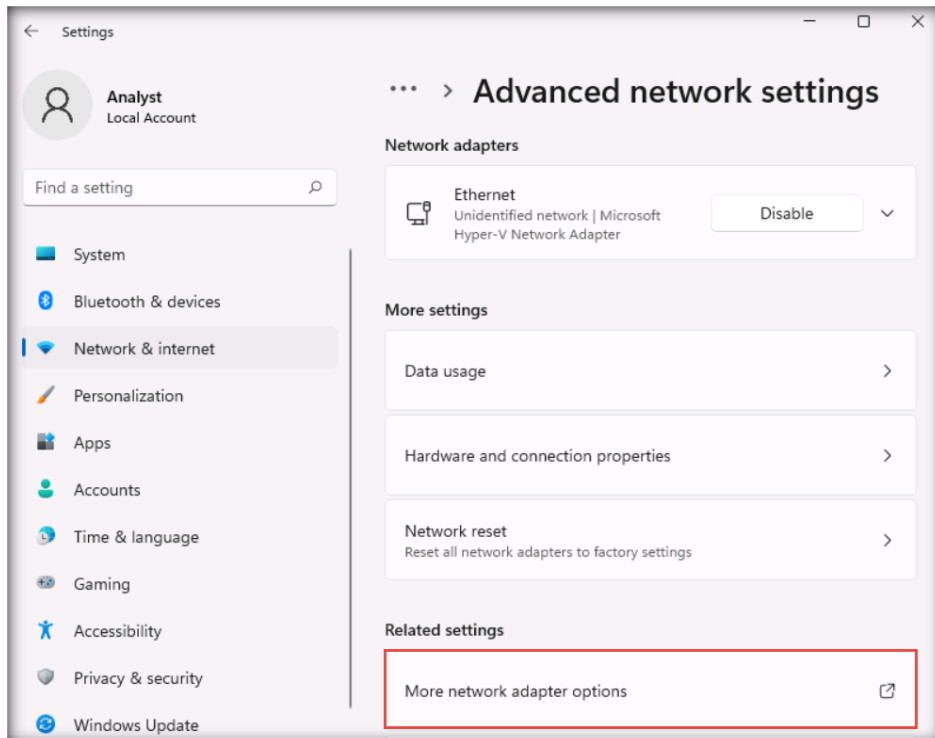 Settings
Analyst
Local Account
Find a setting
System
Bluetooth & devices
Network & internet
Personalization
Apps
Accounts
Time & language
Gaming
Accessibility
Privacy & security
Windows Update
Advanced network settings
Network adapters
Ethernet
Unidentified network | Microsoft
Hyper-V Network Adapter
Disable
More settings
Data usage
Hardware and connection properties
Network reset
Reset all network adapters to factory settings
Related settings
More network adapter options